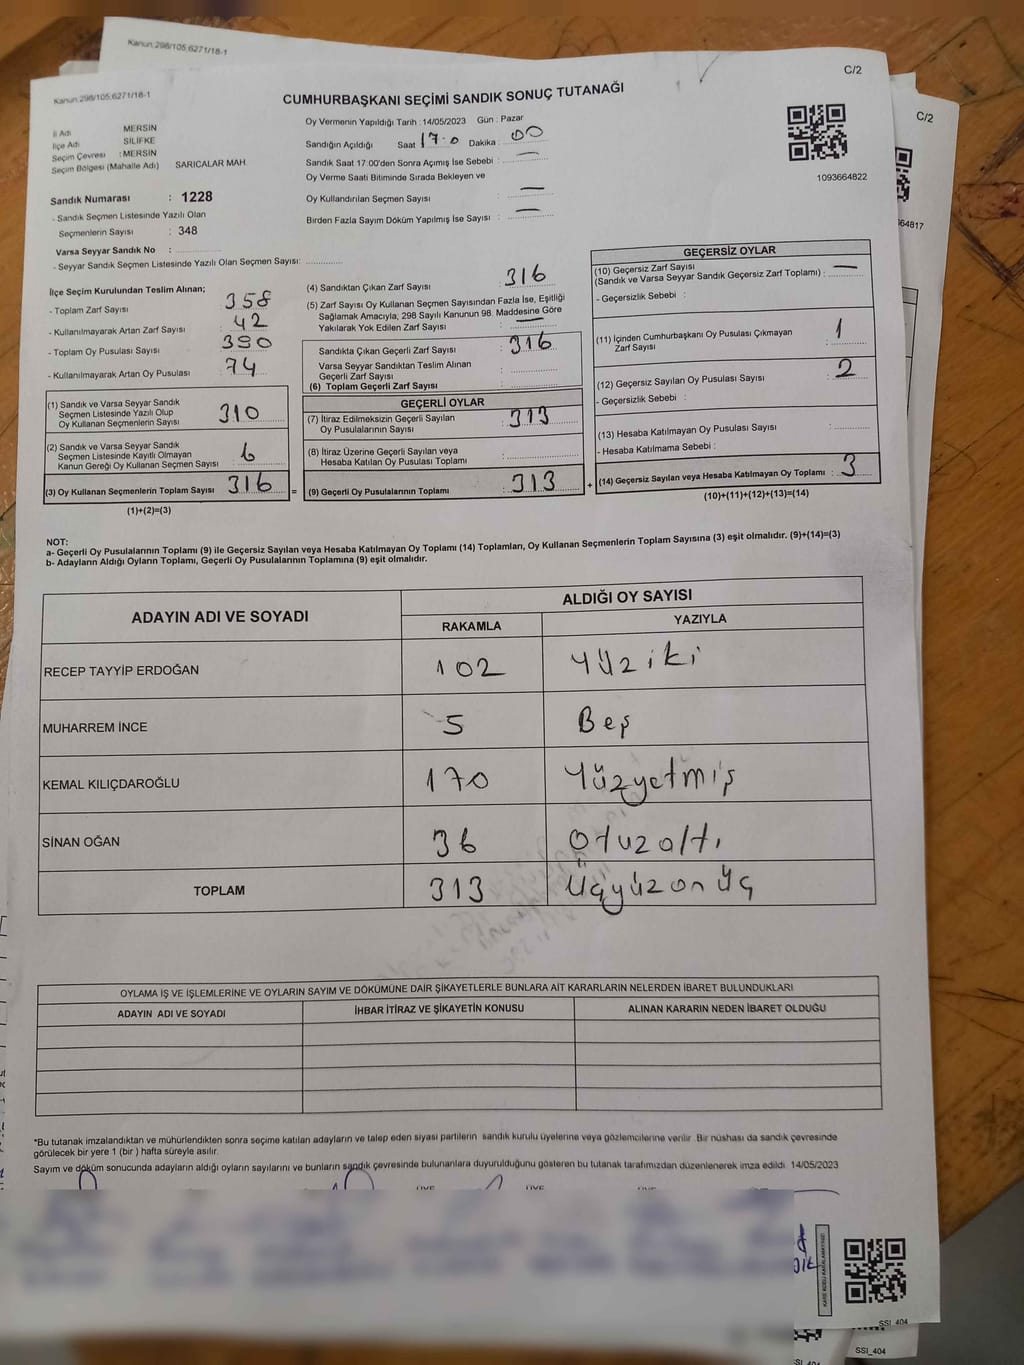 Kanun:298/105;6271/18-1
C/2
Kanun:298/105;6271/18-1
C/2
CUMHURBAŞKANI SEÇİMİ SANDIK SONUÇ TUTANAĞI
İl Adı MERSİN
İlçe Adı SİLİFKE
Seçim Çevresi : MERSİN
Seçim Bölgesi (Mahalle Adı) SARICALAR MAH.
Sandık Numarası : 1228
- Sandık Seçmen Listesinde Yazılı Olan
Seçmenlerin Sayısı : 348
Varsa Seyyar Sandık No :
- Seyyar Sandık Seçmen Listesinde Yazılı Olan Seçmen Sayısı:
Oy Vermenin Yapıldığı Tarih : 14/05/2023 Gün : Pazar
Sandığın Açıldığı Saat 17.0 Dakika : 00
Sandık Saat 17:00'den Sonra Açımış İse Sebebi : —
Oy Verme Saati Bitiminde Sırada Bekleyen ve
Oy Kullandırılan Seçmen Sayısı : —
Birden Fazla Sayım Döküm Yapılmış İse Sayısı : —
1093664822
64817
İlçe Seçim Kurulundan Teslim Alınan;
- Toplam Zarf Sayısı : 358
- Kullanılmayarak Artan Zarf Sayısı : 42
- Toplam Oy Pusulası Sayısı : 390
- Kullanılmayarak Artan Oy Pusulası : 74
(1) Sandık ve Varsa Seyyar Sandık
Seçmen Listesinde Yazılı Olup
Oy Kullanan Seçmenlerin Sayısı : 310
(2) Sandık ve Varsa Seyyar Sandık
Seçmen Listesinde Kayıtlı Olmayan
Kanun Gereği Oy Kullanan Seçmen Sayısı : 6
(3) Oy Kullanan Seçmenlerin Toplam Sayısı : 316 =
(1)+(2)=(3)
(4) Sandıktan Çıkan Zarf Sayısı : 316
(5) Zarf Sayısı Oy Kullanan Seçmen Sayısından Fazla İse, Eşitliği
Sağlamak Amacıyla, 298 Sayılı Kanunun 98. Maddesine Göre
Yakılarak Yok Edilen Zarf Sayısı : —
Sandıkta Çıkan Geçerli Zarf Sayısı : 316
Varsa Seyyar Sandıktan Teslim Alınan
Geçerli Zarf Sayısı :
(6) Toplam Geçerli Zarf Sayısı :
GEÇERLİ OYLAR
(7) İtiraz Edilmeksizin Geçerli Sayılan
Oy Pusulalarının Sayısı : 313
(8) İtiraz Üzerine Geçerli Sayılan veya
Hesaba Katılan Oy Pusulası Toplamı :
(9) Geçerli Oy Pusulalarının Toplamı : 313 +
GEÇERSİZ OYLAR
(10) Geçersiz Zarf Sayısı
(Sandık ve Varsa Seyyar Sandık Geçersiz Zarf Toplamı) : —
- Geçersizlik Sebebi :
(11) İçinden Cumhurbaşkanı Oy Pusulası Çıkmayan
Zarf Sayısı : 1
(12) Geçersiz Sayılan Oy Pusulası Sayısı : 2
- Geçersizlik Sebebi :
(13) Hesaba Katılmayan Oy Pusulası Sayısı :
- Hesaba Katılmama Sebebi :
(14) Geçersiz Sayılan veya Hesaba Katılmayan Oy Toplamı : 3
(10)+(11)+(12)+(13)=(14)
NOT:
a- Geçerli Oy Pusulalarının Toplamı (9) ile Geçersiz Sayılan veya Hesaba Katılmayan Oy Toplamı (14) Toplamları, Oy Kullanan Seçmenlerin Toplam Sayısına (3) eşit olmalıdır. (9)+(14)=(3)
b- Adayların Aldığı Oyların Toplamı, Geçerli Oy Pusulalarının Toplamına (9) eşit olmalıdır.
ADAYIN ADI VE SOYADI ALDIĞI OY SAYISI
RAKAMLA YAZIYLA
RECEP TAYYİP ERDOĞAN 102 Yüziki
MUHARREM İNCE 5 Beş
KEMAL KILIÇDAROĞLU 170 Yüzyetmiş
SİNAN OĞAN 36 Otuzaltı
TOPLAM 313 Üçyüzonüç
OYLAMA İŞ VE İŞLEMLERİNE VE OYLARIN SAYIM VE DÖKÜMÜNE DAİR ŞİKAYETLERLE BUNLARA AİT KARARLARIN NELERDEN İBARET BULUNDUKLARI
ADAYIN ADI VE SOYADI İHBAR İTİRAZ VE ŞİKAYETİN KONUSU ALINAN KARARIN NEDEN İBARET OLDUĞU
*Bu tutanak imzalandıktan ve mühürlendikten sonra seçime katılan adayların ve talep eden siyasi partilerin sandık kurulu üyelerine veya gözlemcilerine verilir. Bir nüshası da sandık çevresinde
görülecek bir yere 1 (bir ) hafta süreyle asılır.
Sayım ve döküm sonucunda adayların aldığı oyların sayılarını ve bunların sandık çevresinde bulunanlara duyurulduğunu gösteren bu tutanak tarafımızdan düzenlenerek imza edildi. 14/05/2023
SSI_404
SSI_404